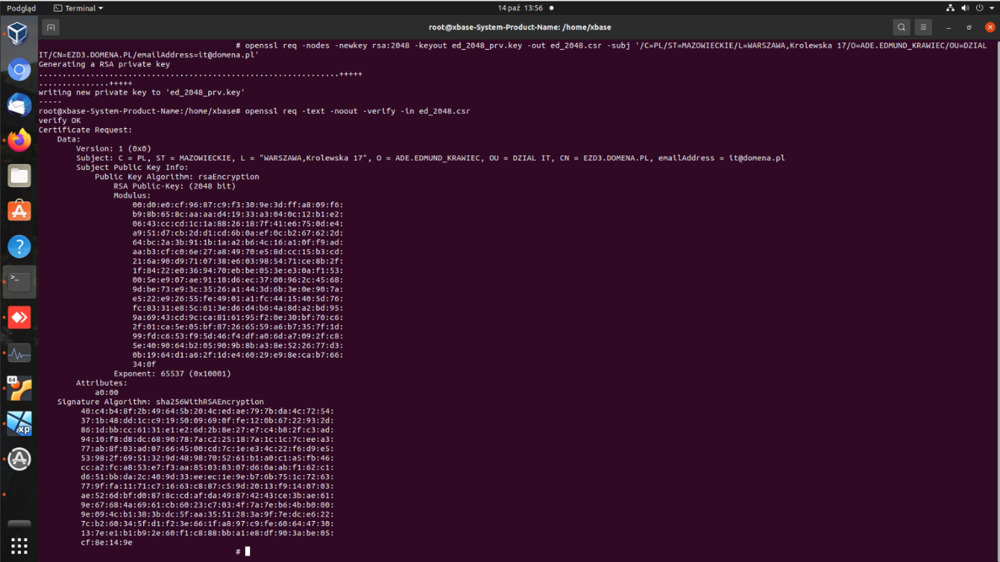 Podgląd
Terminal
14 paź 13:56
root@xbase-System-Product-Name: /home/xbase
# openssl req -nodes -newkey rsa:2048 -keyout ed_2048_prv.key -out ed_2048.csr -subj '/C=PL/ST=MAZOWIECKIE/L=WARSZAWA,Krolewska 17/O=ADE.EDMUND_KRAWIEC/OU=DZIAL
IT/CN=EZD3.DOMENA.PL/emailAddress=it@domena.pl'
Generating a RSA private key
................................................................+++++
...............+++++
writing new private key to 'ed_2048_prv.key'
-----
root@xbase-System-Product-Name:/home/xbase# openssl req -text -noout -verify -in ed_2048.csr
verify OK
Certificate Request:
Data:
Version: 1 (0x0)
Subject: C = PL, ST = MAZOWIECKIE, L = "WARSZAWA,Krolewska 17", O = ADE.EDMUND_KRAWIEC, OU = DZIAL IT, CN = EZD3.DOMENA.PL, emailAddress = it@domena.pl
Subject Public Key Info:
Public Key Algorithm: rsaEncryption
RSA Public-Key: (2048 bit)
Modulus:
00:d0:e0:cf:96:87:c9:f3:30:9e:3d:ff:a8:09:f6:
b9:8b:65:8c:aa:aa:d4:19:33:a3:04:0c:12:b1:e2:
06:43:cc:cd:1c:1a:88:26:18:7f:41:e6:75:0d:e4:
a9:51:d7:cb:2d:d1:cd:6b:0a:ef:0c:b2:67:62:2d:
64:bc:2a:3b:91:1b:1a:a2:b6:4c:16:a1:0f:f9:ad:
aa:b3:cf:c0:6e:27:a8:49:70:e5:8d:cc:15:b3:cd:
21:6a:90:d9:71:07:38:e6:03:98:54:71:ce:8b:2f:
1f:84:22:e0:36:94:70:eb:be:05:3e:e3:0a:f1:53:
00:5e:e9:07:ae:91:18:d6:ec:37:00:96:2c:45:68:
9d:be:73:e9:3c:35:26:a1:44:3d:6b:3e:0e:90:7a:
e5:22:e9:26:55:fe:49:01:a1:fc:44:15:40:5d:76:
fc:83:31:e8:5c:61:3e:d6:d4:b6:4a:8d:a2:bd:95:
9a:69:43:cd:9c:ca:81:61:95:f2:0e:30:bf:70:c6:
2f:01:ca:5e:05:bf:87:26:65:59:a6:b7:35:7f:1d:
99:fd:c6:53:f9:5d:46:f4:df:a0:6d:a7:09:2f:c8:
5e:40:90:64:b2:05:90:9b:8b:a3:8e:52:26:77:d3:
0b:19:64:d1:a6:2f:1d:e4:60:29:e9:8e:ca:b7:66:
34:0f
Exponent: 65537 (0x10001)
Attributes:
a0:00
Signature Algorithm: sha256WithRSAEncryption
40:c4:b4:8f:2b:49:64:5b:20:4c:ed:ae:79:7b:da:4c:72:54:
37:1b:48:dd:1c:c9:19:50:09:69:0f:fe:12:0b:67:22:93:2d:
86:1d:bb:cc:61:31:e1:e2:6d:2b:8e:27:e7:c4:b8:2f:c3:ad:
94:10:f8:d8:dc:68:90:78:7a:c2:25:18:7a:1c:1c:7c:ee:a3:
77:ab:8f:03:ad:07:66:45:00:cd:7c:1e:e3:4c:22:f6:d9:e5:
53:98:2f:69:51:32:9d:48:98:70:52:61:b1:a0:c1:a5:fb:46:
cc:a2:fc:a8:53:e7:f3:aa:85:03:83:07:d6:0a:ab:f1:62:c1:
d6:51:bb:da:2c:40:9d:33:ee:ec:1e:9e:b7:6b:75:1c:72:63:
77:9f:fa:11:71:c7:16:63:c8:87:c5:9d:20:13:f9:14:07:03:
ae:52:6d:bf:d0:87:8c:cd:af:da:49:87:42:43:ce:3b:ae:61:
9e:67:68:4a:69:61:cb:60:23:c7:03:4f:7a:7e:b6:4b:b0:00:
9e:09:4c:b1:38:3b:dc:5f:aa:35:51:28:3a:9f:7e:dc:e6:22:
7c:b2:60:34:5f:d1:f2:3e:66:1f:a8:97:c9:fe:60:64:47:30:
13:7e:e1:b1:b9:2e:60:f1:c8:88:bb:a1:e8:df:90:3a:be:05:
cf:8e:14:9e
#
64
xp